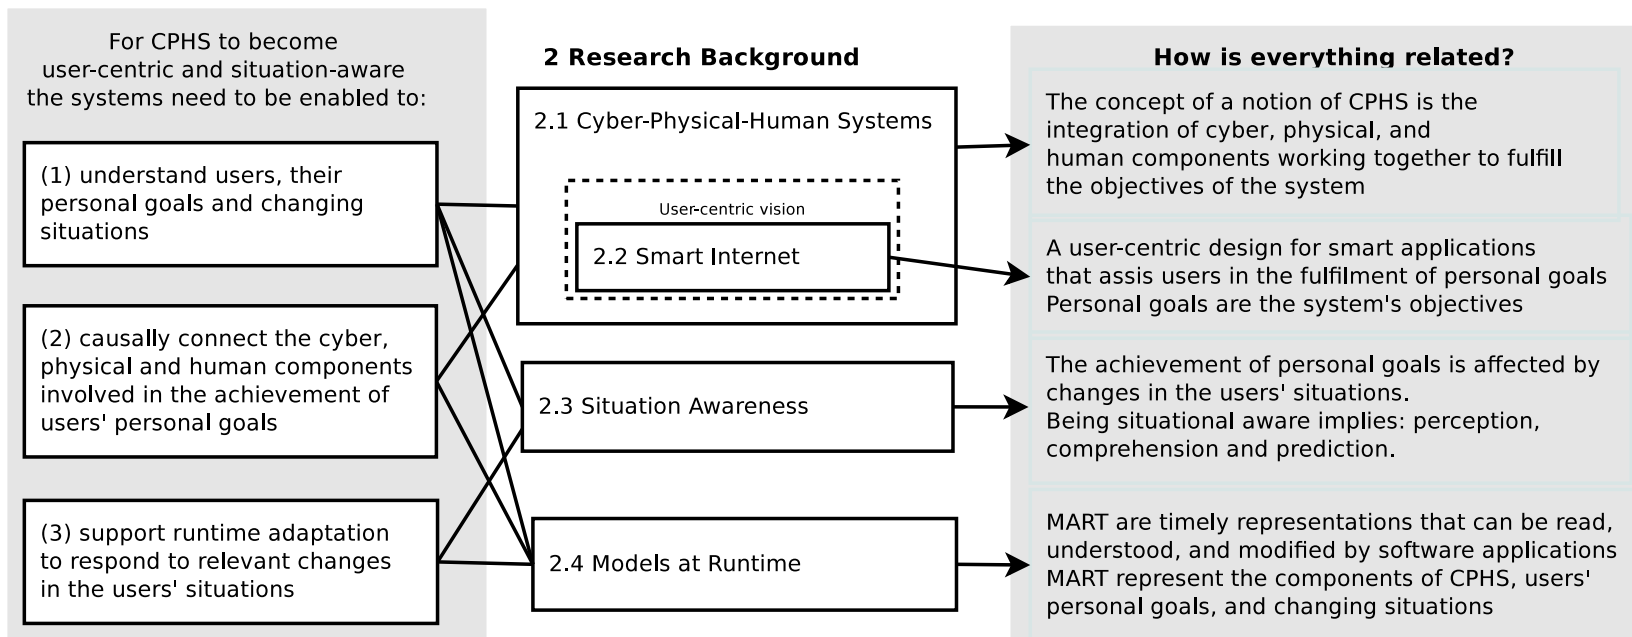 For CPHS to become
user-centric and situation-aware
the systems need to be enabled to:
(1) understand users, their
personal goals and changing
situations
(2) causally connect the cyber,
physical and human components
involved in the achievement of
users' personal goals
(3) support runtime adaptation
to respond to relevant changes
in the users' situations
2 Research Background
2.1 Cyber-Physical-Human Systems
User-centric vision
2.2 Smart Internet
2.3 Situation Awareness
2.4 Models at Runtime
How is everything related?
The concept of a notion of CPHS is the
integration of cyber, physical, and
human components working together to fulfill
the objectives of the system
A user-centric design for smart applications
that assis users in the fulfilment of personal goals
Personal goals are the system's objectives
The achievement of personal goals is affected by
changes in the users' situations.
Being situational aware implies: perception,
comprehension and prediction.
MART are timely representations that can be read,
understood, and modified by software applications
MART represent the components of CPHS, users'
personal goals, and changing situations